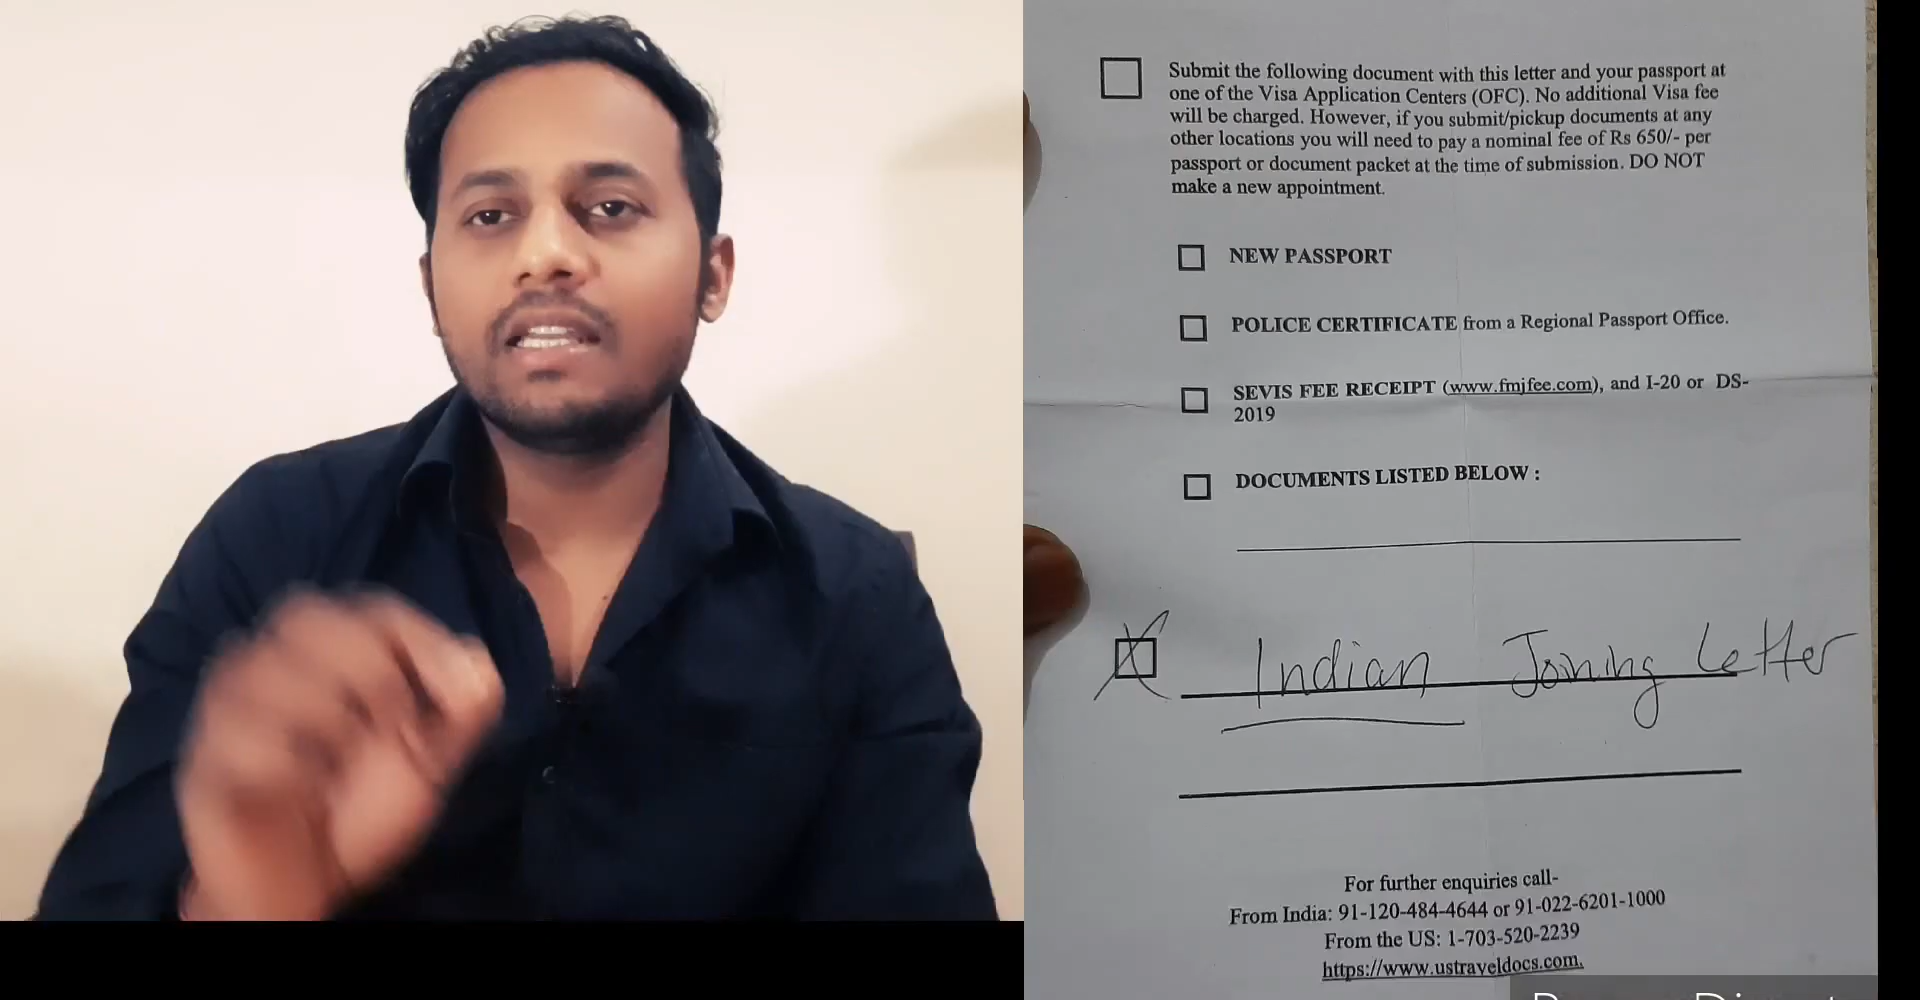 Submit the following document with this letter and your passport at
one of the Visa Application Centers (OFC). No additional Visa fee
will be charged. However, if you submit/pickup documents at any
other locations you will need to pay a nominal fee of Rs 650/- per
passport or document packet at the time of submission. DO NOT
make a new appointment.
NEW PASSPORT
POLICE CERTIFICATE from a Regional Passport Office.
SEVIS FEE RECEIPT (www.fmjfee.com), and I-20 or DS-
2019
DOCUMENTS LISTED BELOW :
Indian Joining Letter
For further enquiries call-
From India: 91-120-484-4644 or 91-022-6201-1000
From the US: 1-703-520-2239
https://www.ustraveldocs.com.